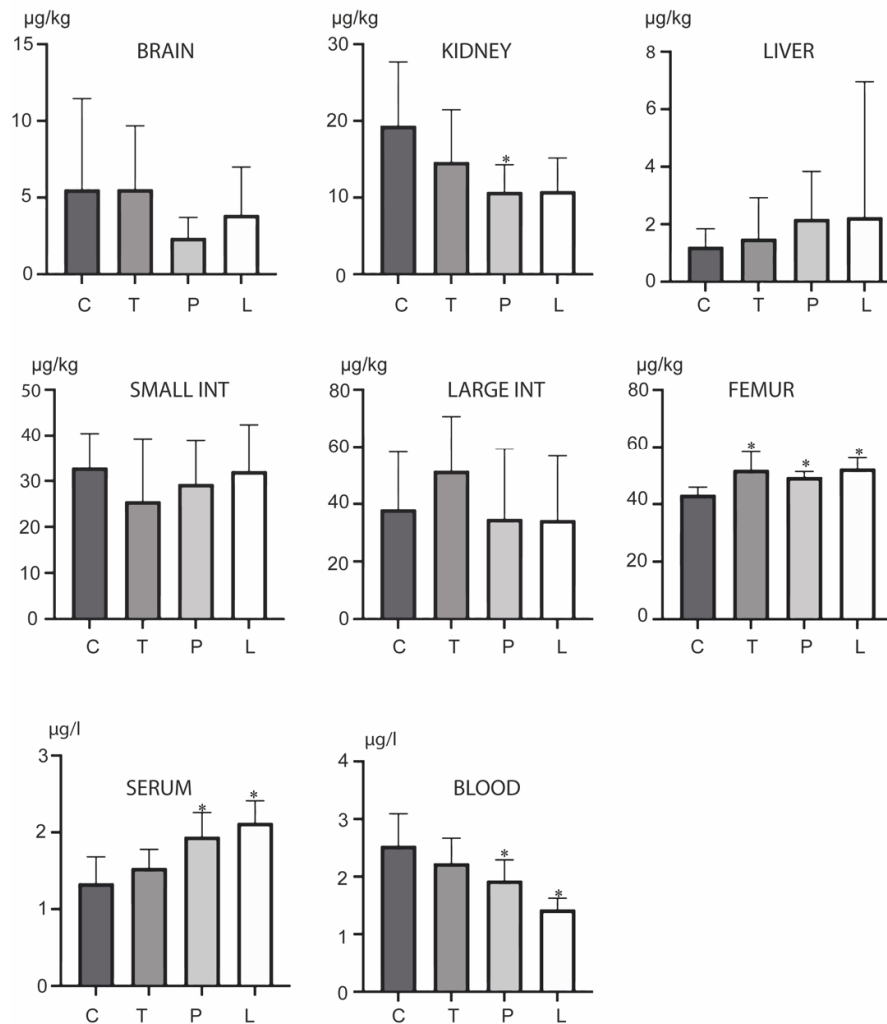 µg/kg
BRAIN
15
10
5
0
C T P L
µg/kg
KIDNEY
30
20
10
0
*
C T P L
µg/kg
LIVER
8
6
4
2
0
C T P L
µg/kg
SMALL INT
50
40
30
20
10
0
C T P L
µg/kg
LARGE INT
80
60
40
20
0
C T P L
µg/kg
FEMUR
80
60
40
20
0
* * *
C T P L
µg/l
SERUM
3
2
1
0
* *
C T P L
µg/l
BLOOD
4
3
2
1
0
* *
C T P L